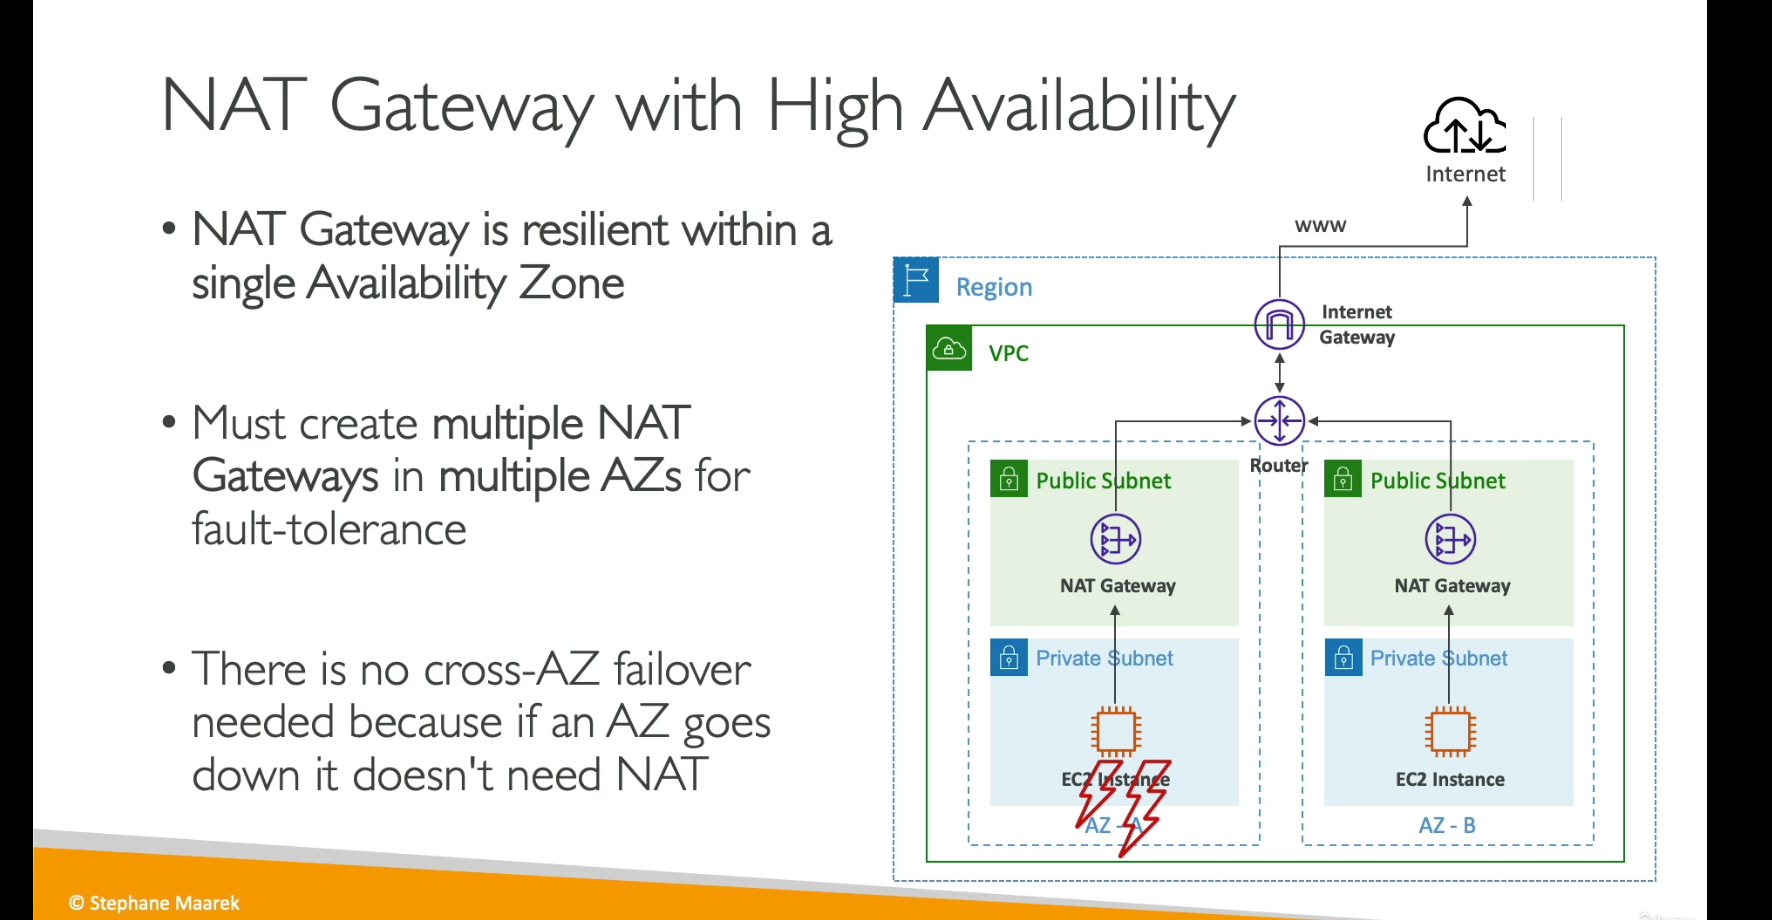 NAT Gateway with High Availability
• NAT Gateway is resilient within a
single Availability Zone
• Must create multiple NAT
Gateways in multiple AZs for
fault-tolerance
• There is no cross-AZ failover
needed because if an AZ goes
down it doesn't need NAT
Internet
www
Region
Internet
Gateway
VPC
Router
Public Subnet
NAT Gateway
Private Subnet
EC2 Instance
AZ - A
Public Subnet
NAT Gateway
Private Subnet
EC2 Instance
AZ - B
© Stephane Maarek